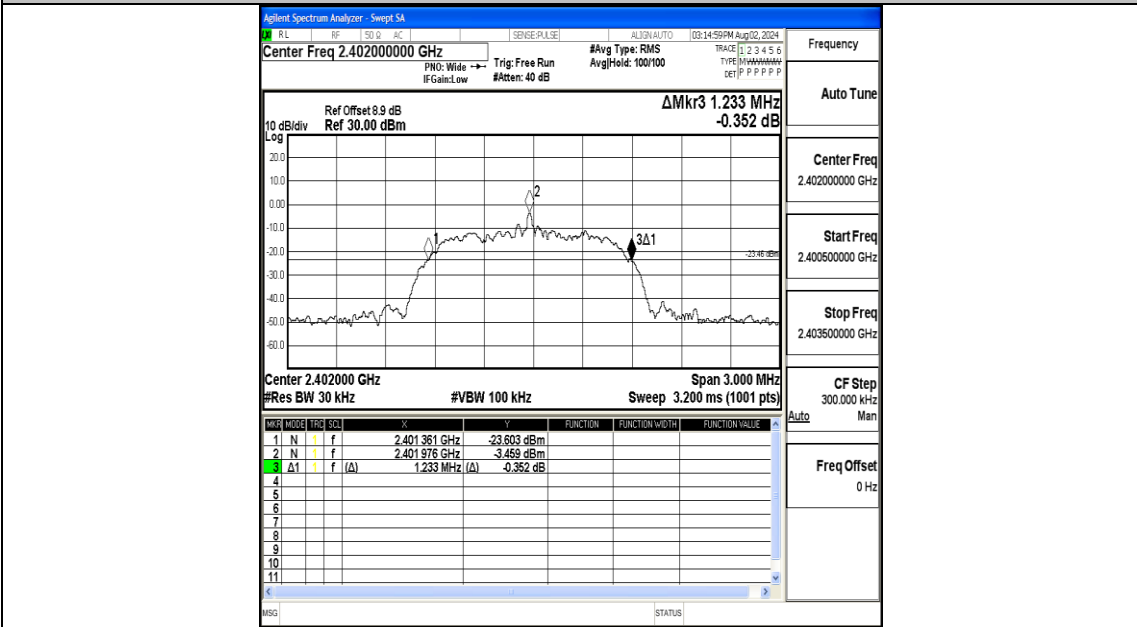 Agilent Spectrum Analyzer - Swept SA
RL RF 50 Ω AC SENSE:PULSE ALIGNAUTO 03:14:59PM Aug02, 2024
Center Freq 2.402000000 GHz
PNO: Wide
IFGain:Low
Trig: Free Run
#Atten: 40 dB
#Avg Type: RMS
Avg|Hold: 100/100
TRACE 1 2 3 4 5 6
TYPE
DET P P P P P P
ΔMkr3 1.233 MHz
-0.352 dB
Ref Offset 8.9 dB
10 dB/div Ref 30.00 dBm
Log
20.0
10.0
0.00
-10.0
-20.0
-30.0
-40.0
-50.0
-60.0
1
2
3Δ1
-23.46 dBm
Center 2.402000 GHz Span 3.000 MHz
#Res BW 30 kHz #VBW 100 kHz Sweep 3.200 ms (1001 pts)
MKR MODE TRC SCL X Y FUNCTION FUNCTION WIDTH FUNCTION VALUE
1 N 1 f 2.401 361 GHz -23.603 dBm
2 N 1 f 2.401 976 GHz -3.459 dBm
3 Δ1 1 f (Δ) 1.233 MHz (Δ) -0.352 dB
4
5
6
7
8
9
10
11
MSG STATUS
Frequency
Auto Tune
Center Freq
2.402000000 GHz
Start Freq
2.400500000 GHz
Stop Freq
2.403500000 GHz
CF Step
300.000 kHz
Auto Man
Freq Offset
0 Hz